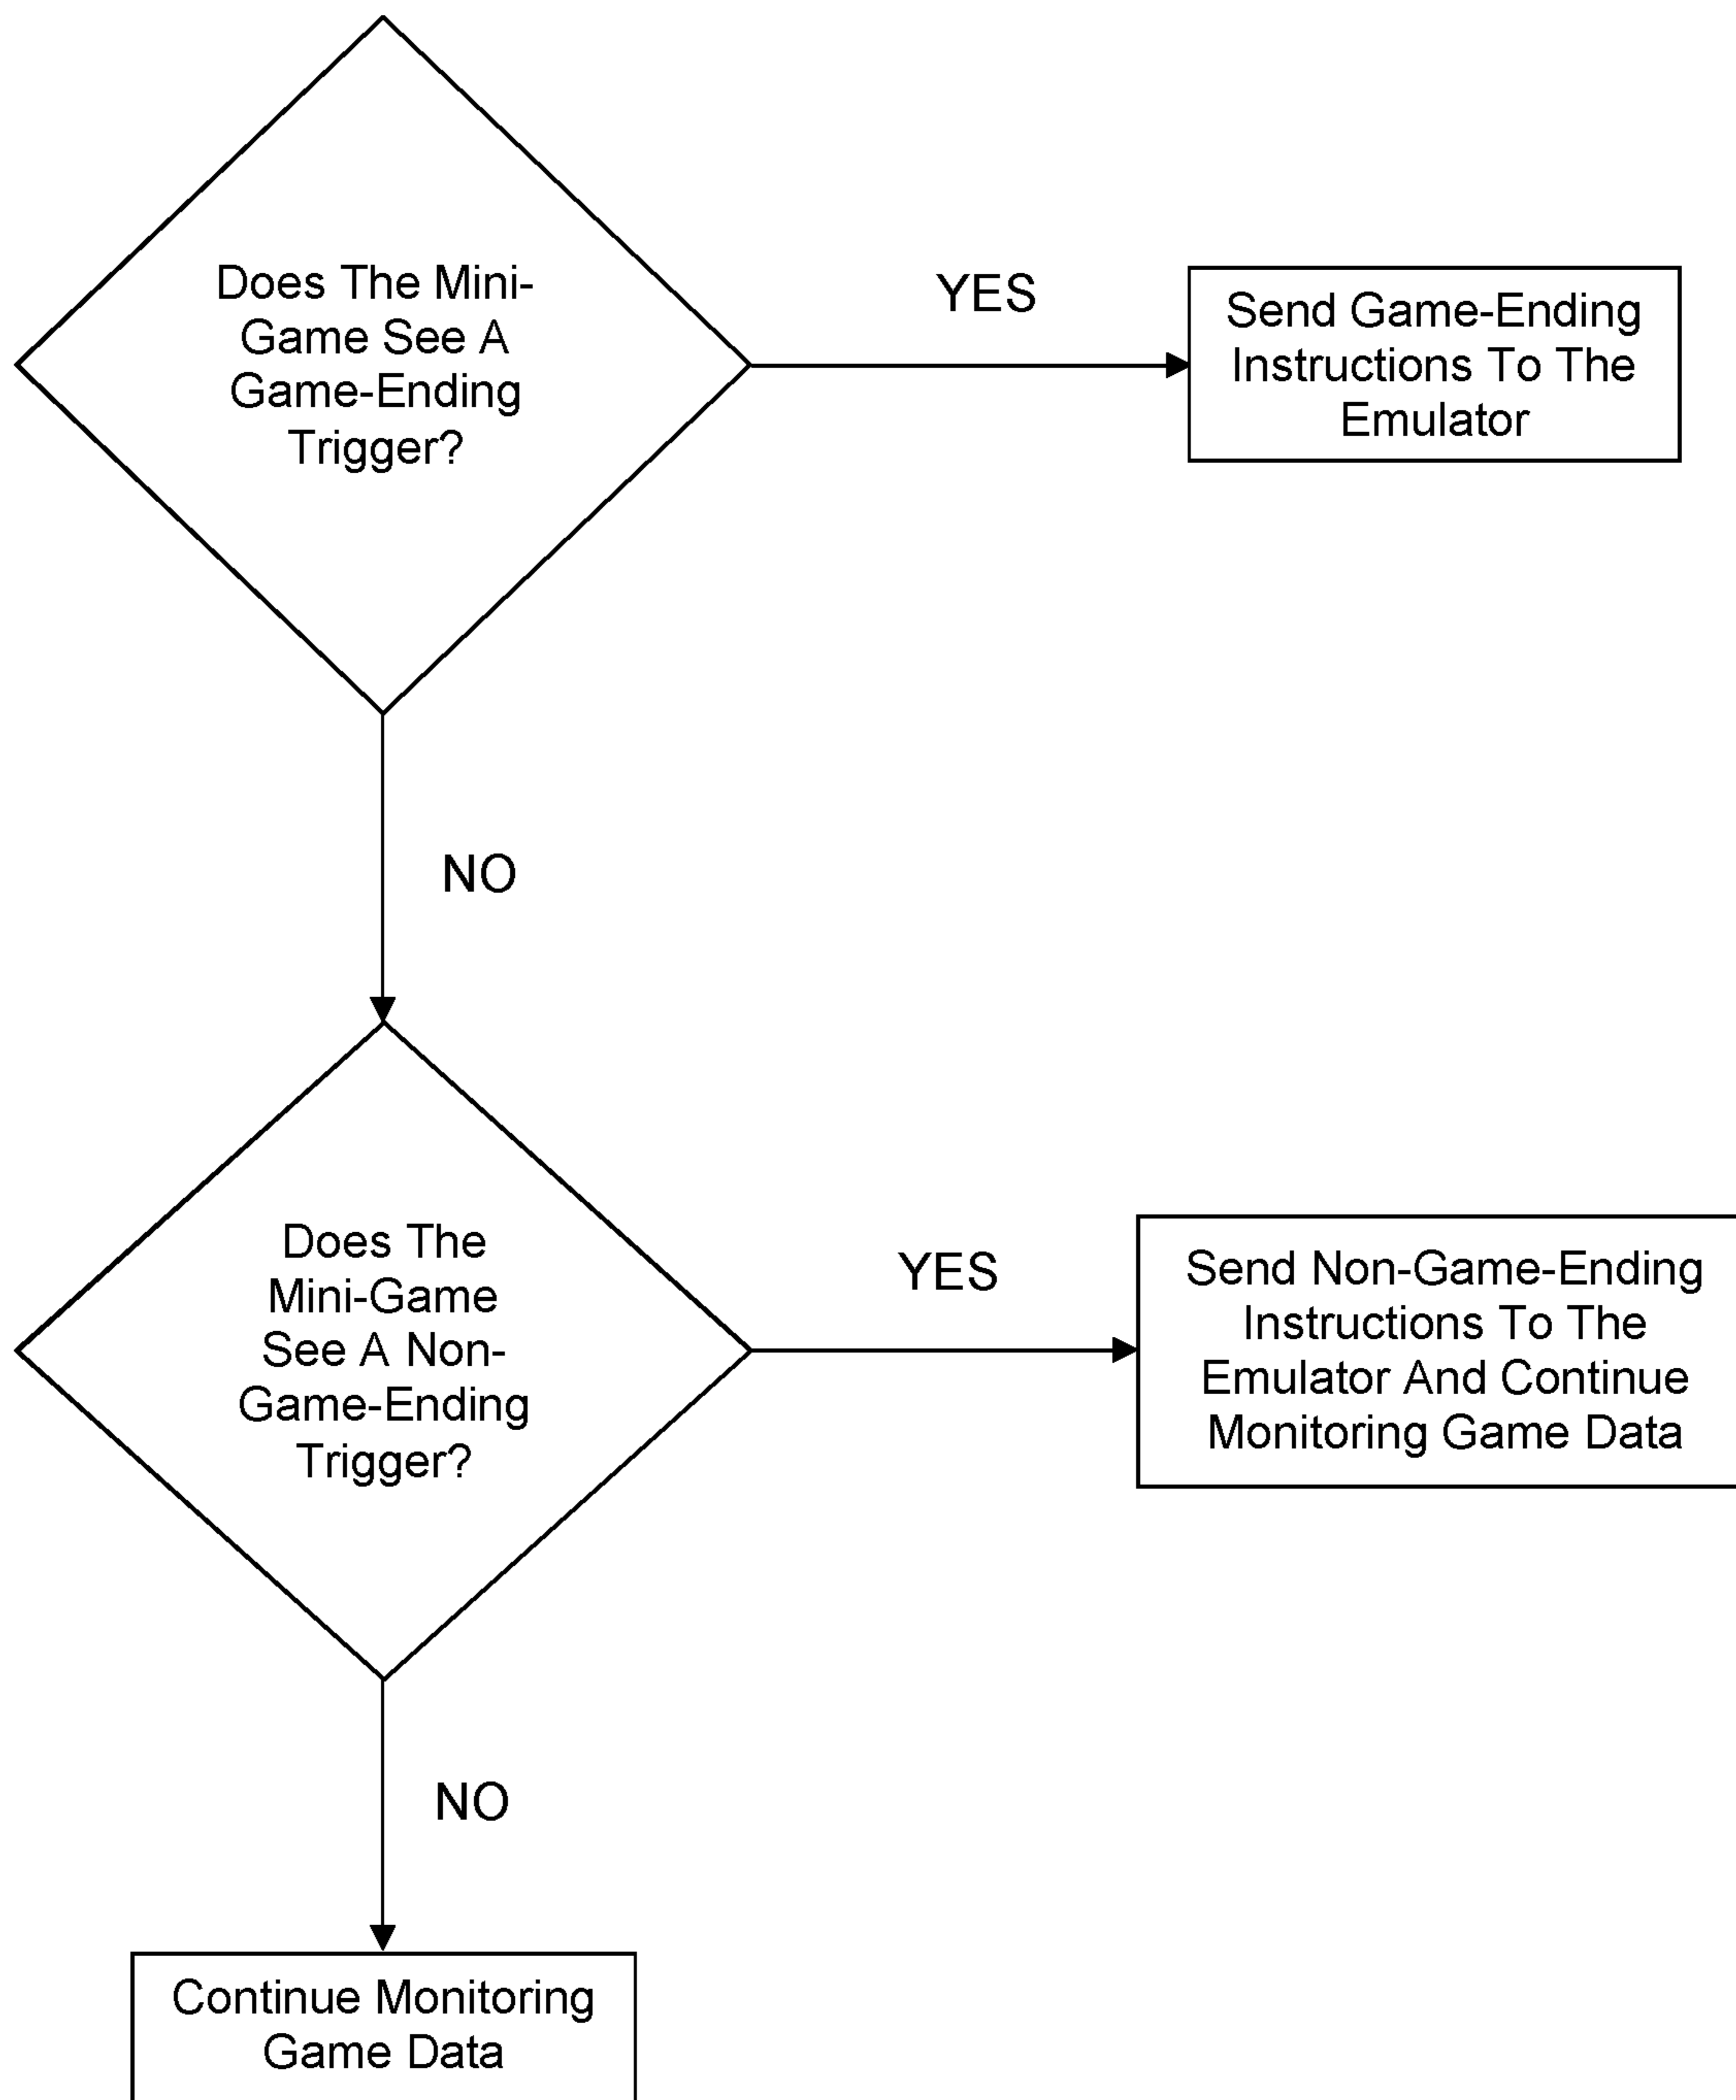 Does The Mini-
Game See A
Game-Ending
Trigger?
YES
Send Game-Ending
Instructions To The
Emulator
NO
Does The
Mini-Game
See A Non-
Game-Ending
Trigger?
YES
Send Non-Game-Ending
Instructions To The
Emulator And Continue
Monitoring Game Data
NO
Continue Monitoring
Game Data